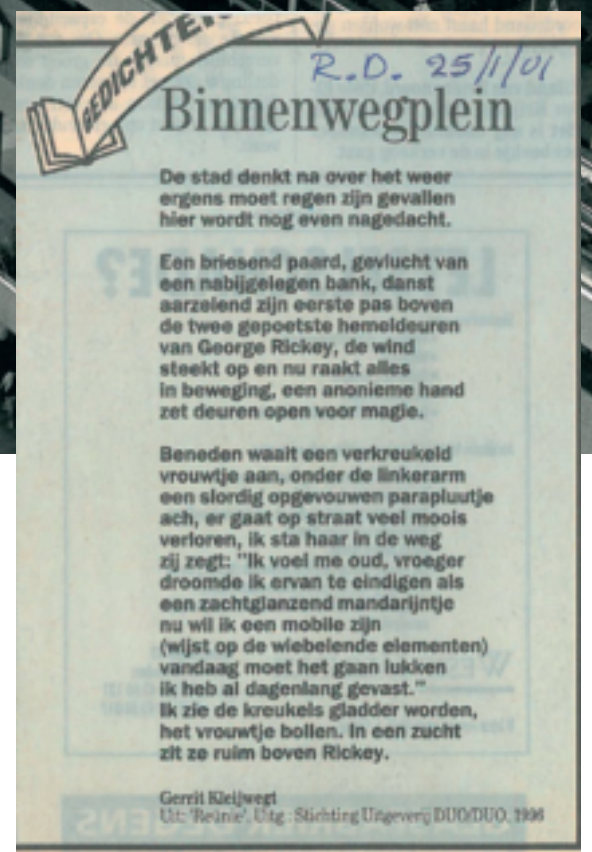 GEDICHTEN
R.D. 25/1/01
Binnenwegplein
De stad denkt na over het weer
ergens moet regen zijn gevallen
hier wordt nog even nagedacht.
Een briesend paard, gevlucht van
een nabijgelegen bank, danst
aarzelend zijn eerste pas boven
de twee gepoetste hemeldeuren
van George Rickey, de wind
steekt op en nu raakt alles
in beweging, een anonieme hand
zet deuren open voor magie.
Beneden waait een verkreukeld
vrouwtje aan, onder de linkerarm
een slordig opgevouwen parapluutje
ach, er gaat op straat veel moois
verloren, ik sta haar in de weg
zij zegt: "Ik voel me oud, vroeger
droomde ik ervan te eindigen als
een zachtglanzend mandarijntje
nu wil ik een mobile zijn
(wijst op de wiebelende elementen)
vandaag moet het gaan lukken
ik heb al dagenlang gevast."
Ik zie de kreukels gladder worden,
het vrouwtje bollen. In een zucht
zit ze ruim boven Rickey.
Gerrit Kleijwegt
Uit: 'Reünie'. Uitg : Stichting Uitgeverij DUO/DUO, 1996